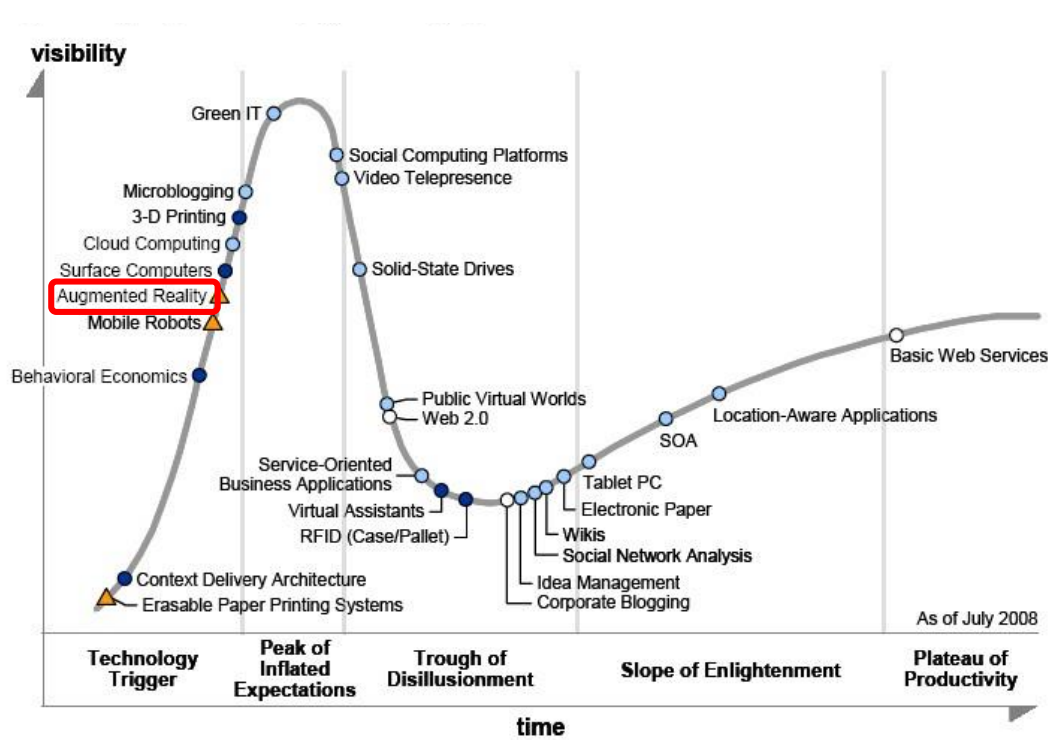 visibility
Green IT
Social Computing Platforms
Video Telepresence
Microblogging
3-D Printing
Cloud Computing
Surface Computers
Solid-State Drives
Augmented Reality
Mobile Robots
Basic Web Services
Behavioral Economics
Public Virtual Worlds
Web 2.0
Location-Aware Applications
SOA
Service-Oriented
Business Applications
Tablet PC
Virtual Assistants
Electronic Paper
RFID (Case/Pallet)
Wikis
Social Network Analysis
Context Delivery Architecture
Idea Management
Erasable Paper Printing Systems
Corporate Blogging
As of July 2008
Technology
Trigger
Peak of
Inflated
Expectations
Trough of
Disillusionment
Slope of Enlightenment
Plateau of
Productivity
time